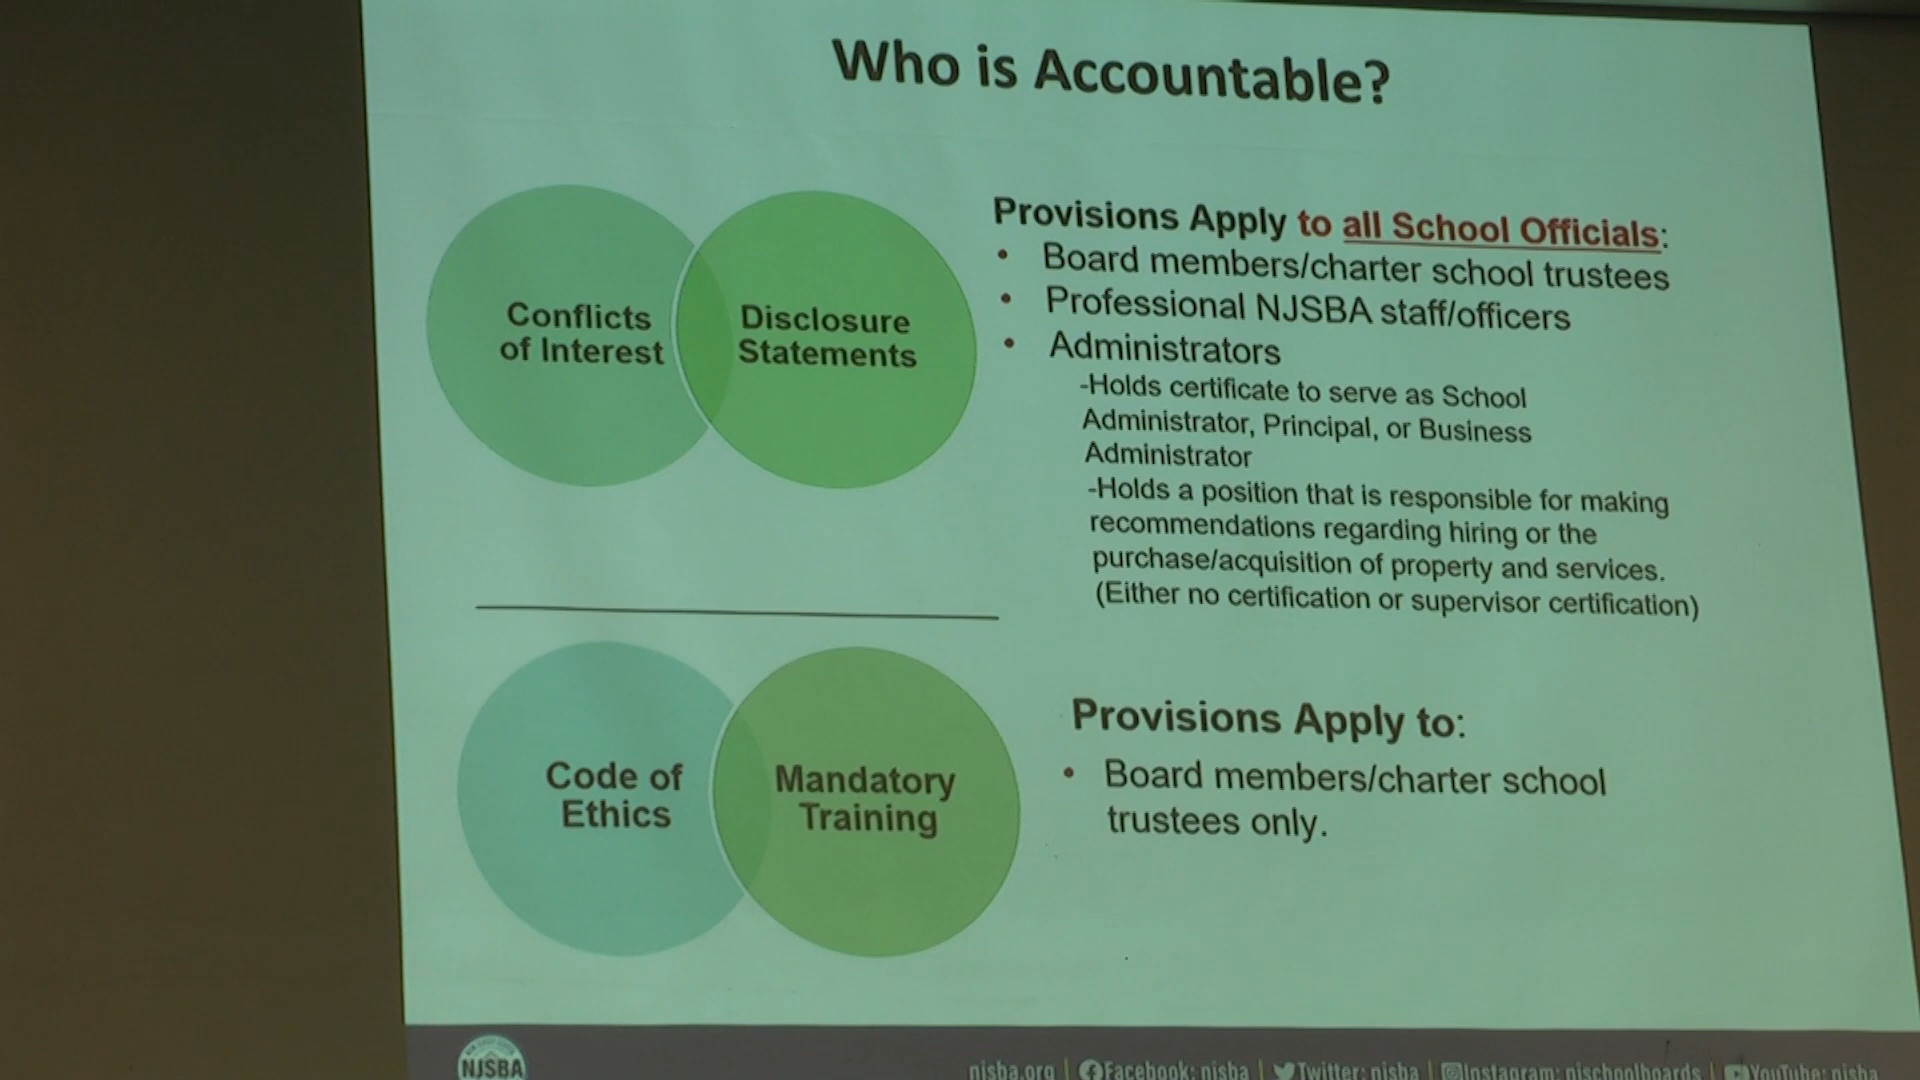 Who is Accountable?
Conflicts
of Interest
Disclosure
Statements
Provisions Apply to all School Officials:
• Board members/charter school trustees
• Professional NJSBA staff/officers
• Administrators
-Holds certificate to serve as School
Administrator, Principal, or Business
Administrator
-Holds a position that is responsible for making
recommendations regarding hiring or the
purchase/acquisition of property and services.
(Either no certification or supervisor certification)
Code of
Ethics
Mandatory
Training
Provisions Apply to:
• Board members/charter school
trustees only.
NJSBA
njsba.org | Facebook: njsba | Twitter: njsba | Instagram: njschoolboards | YouTube: njsba